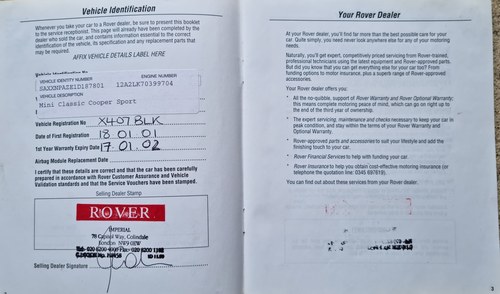 Vehicle Identification
Whenever you take your car to a Rover dealer, be sure to present this booklet
to the service receptionist. This page will already have been completed by the
dealer who sold the car, and contains information essential to the correct
identification of the vehicle, its specification and any replacement parts that
may be required.
AFFIX VEHICLE DETAILS LABEL HERE
Vehicle Identification No
VEHICLE IDENTITY NUMBER ENGINE NUMBER
SAXXNPAZE1D187801 12A2LK70399704
VEHICLE DESCRIPTION
Mini Classic Cooper Sport
Vehicle Registration No X407 BLK
Date of First Registration 18.01.01
1st Year Warranty Expiry Date 17.01.02
Airbag Module Replacement Date
I certify that these details are correct and that the car has been carefully
prepared in accordance with Rover Customer Assurance and Vehicle
Validation standards and that the Service Vouchers have been stamped.
Selling Dealer Stamp
ROVER
IMPERIAL
78 Capitol Way, Colindale
London NW9 0EW
Selling Dealer Signature
Your Rover Dealer
At your Rover dealer, you'll find far more than the best possible care for your
car. Quite simply, you need never look anywhere else for any of your motoring
needs.
Naturally, you'll get expert, competitively priced servicing from Rover-trained,
professional technicians using the latest equipment and Rover-approved parts.
But did you know that you can get everything else for your car too? From
funding options to motor insurance, plus a superb range of Rover-approved
accessories.
Your Rover dealer gives you:
• All the no-quibble, support of Rover Warranty and Rover Optional Warranty;
this means complete motoring peace of mind, which can go on right up to
the end of the third year of ownership.
• The expert servicing, maintenance and checks necessary to keep your car in
peak condition, and stay within the terms of your Rover Warranty and
Optional Warranty.
• Rover-approved parts and accessories to suit your lifestyle and add the
finishing touch to your car.
• Rover Financial Services to help with funding your car.
• Rover Insurance to help you obtain cost-effective motoring insurance (or
telephone the quotation line: 0345 697818).
You can find out about these services from your Rover dealer.
3